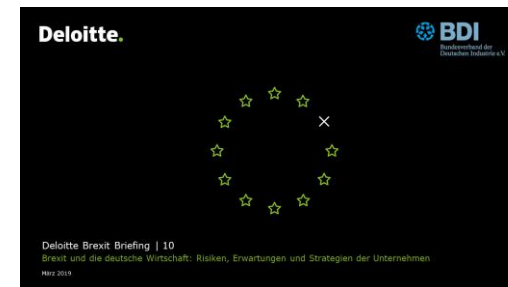 Deloitte.
BDI
Bundesverband der
Deutschen Industrie e.V.
Deloitte Brexit Briefing | 10
Brexit und die deutsche Wirtschaft: Risiken, Erwartungen und Strategien der Unternehmen
März 2019